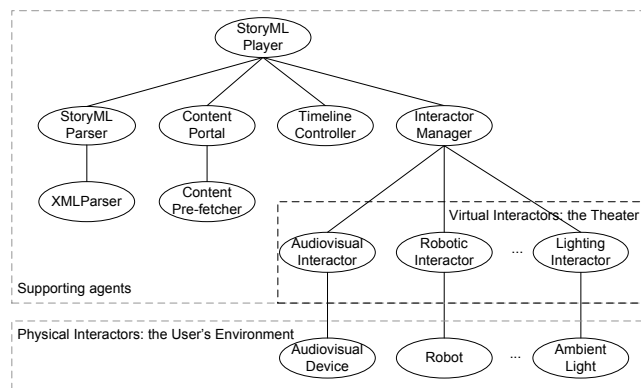 StoryML
Player
StoryML
Parser
Content
Portal
Timeline
Controller
Interactor
Manager
XMLParser
Content
Pre-fetcher
Virtual Interactors: the Theater
Audiovisual
Interactor
Robotic
Interactor
...
Lighting
Interactor
Supporting agents
Physical Interactors: the User's Environment
Audiovisual
Device
Robot
...
Ambient
Light